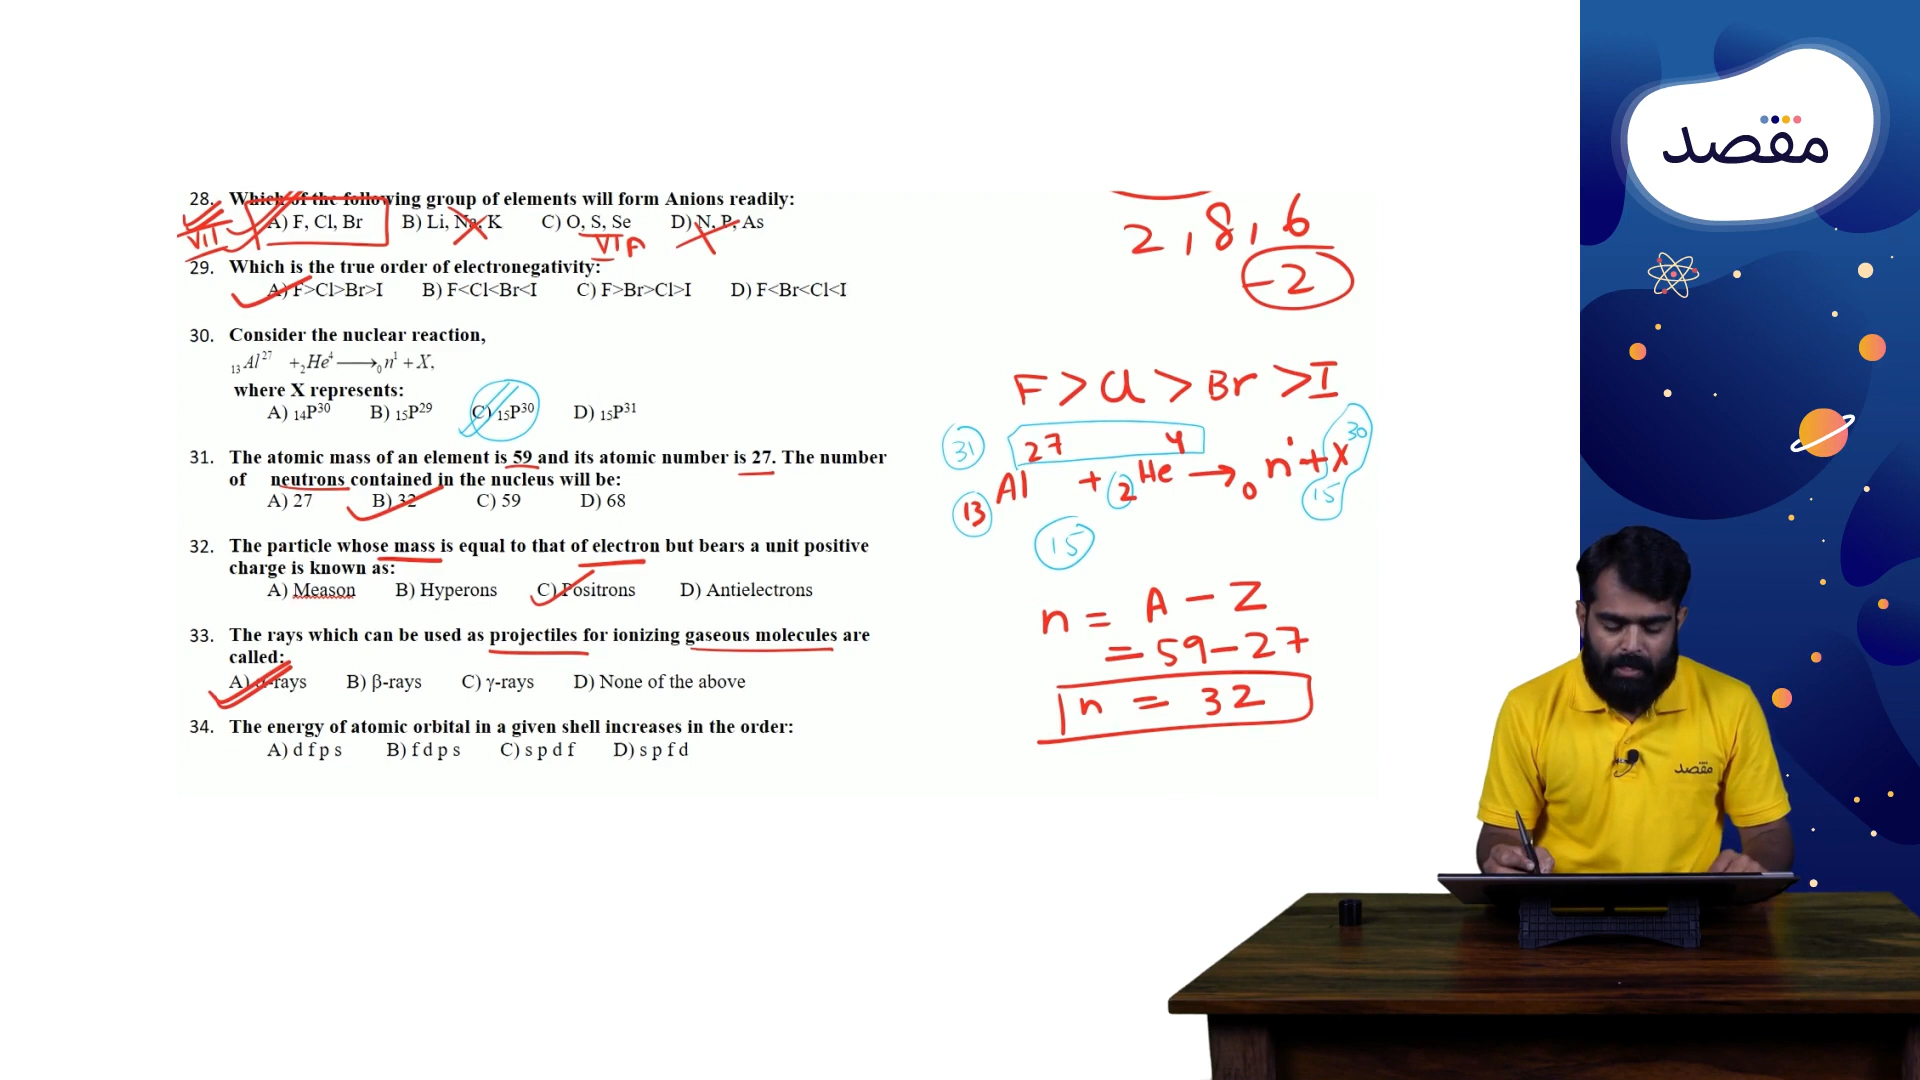 28. Which of the following group of elements will form Anions readily:
A) F, Cl, Br B) Li, Na, K C) O, S, Se D) N, P, As
VII
VI A
29. Which is the true order of electronegativity:
A) F>Cl>Br>I B) F<Cl<Br<I C) F>Br>Cl>I D) F<Br<Cl<I
30. Consider the nuclear reaction,
₁₃Al²⁷ +₂He⁴ ⟶ ₀n¹ + X,
where X represents:
A) ₁₄P³⁰ B) ₁₅P²⁹ C) ₁₅P³⁰ D) ₁₅P³¹
31. The atomic mass of an element is 59 and its atomic number is 27. The number
of neutrons contained in the nucleus will be:
A) 27 B) 32 C) 59 D) 68
32. The particle whose mass is equal to that of electron but bears a unit positive
charge is known as:
A) Meason B) Hyperons C) Positrons D) Antielectrons
33. The rays which can be used as projectiles for ionizing gaseous molecules are
called:
A) α-rays B) β-rays C) γ-rays D) None of the above
34. The energy of atomic orbital in a given shell increases in the order:
A) d f p s B) f d p s C) s p d f D) s p f d
2, 8, 6
-2
F > Cl > Br > I
31 27 4 30
13 Al + 2 He → 0 n¹ + X
15 15
n = A - Z
= 59-27
n = 32
مقصد
مقصد